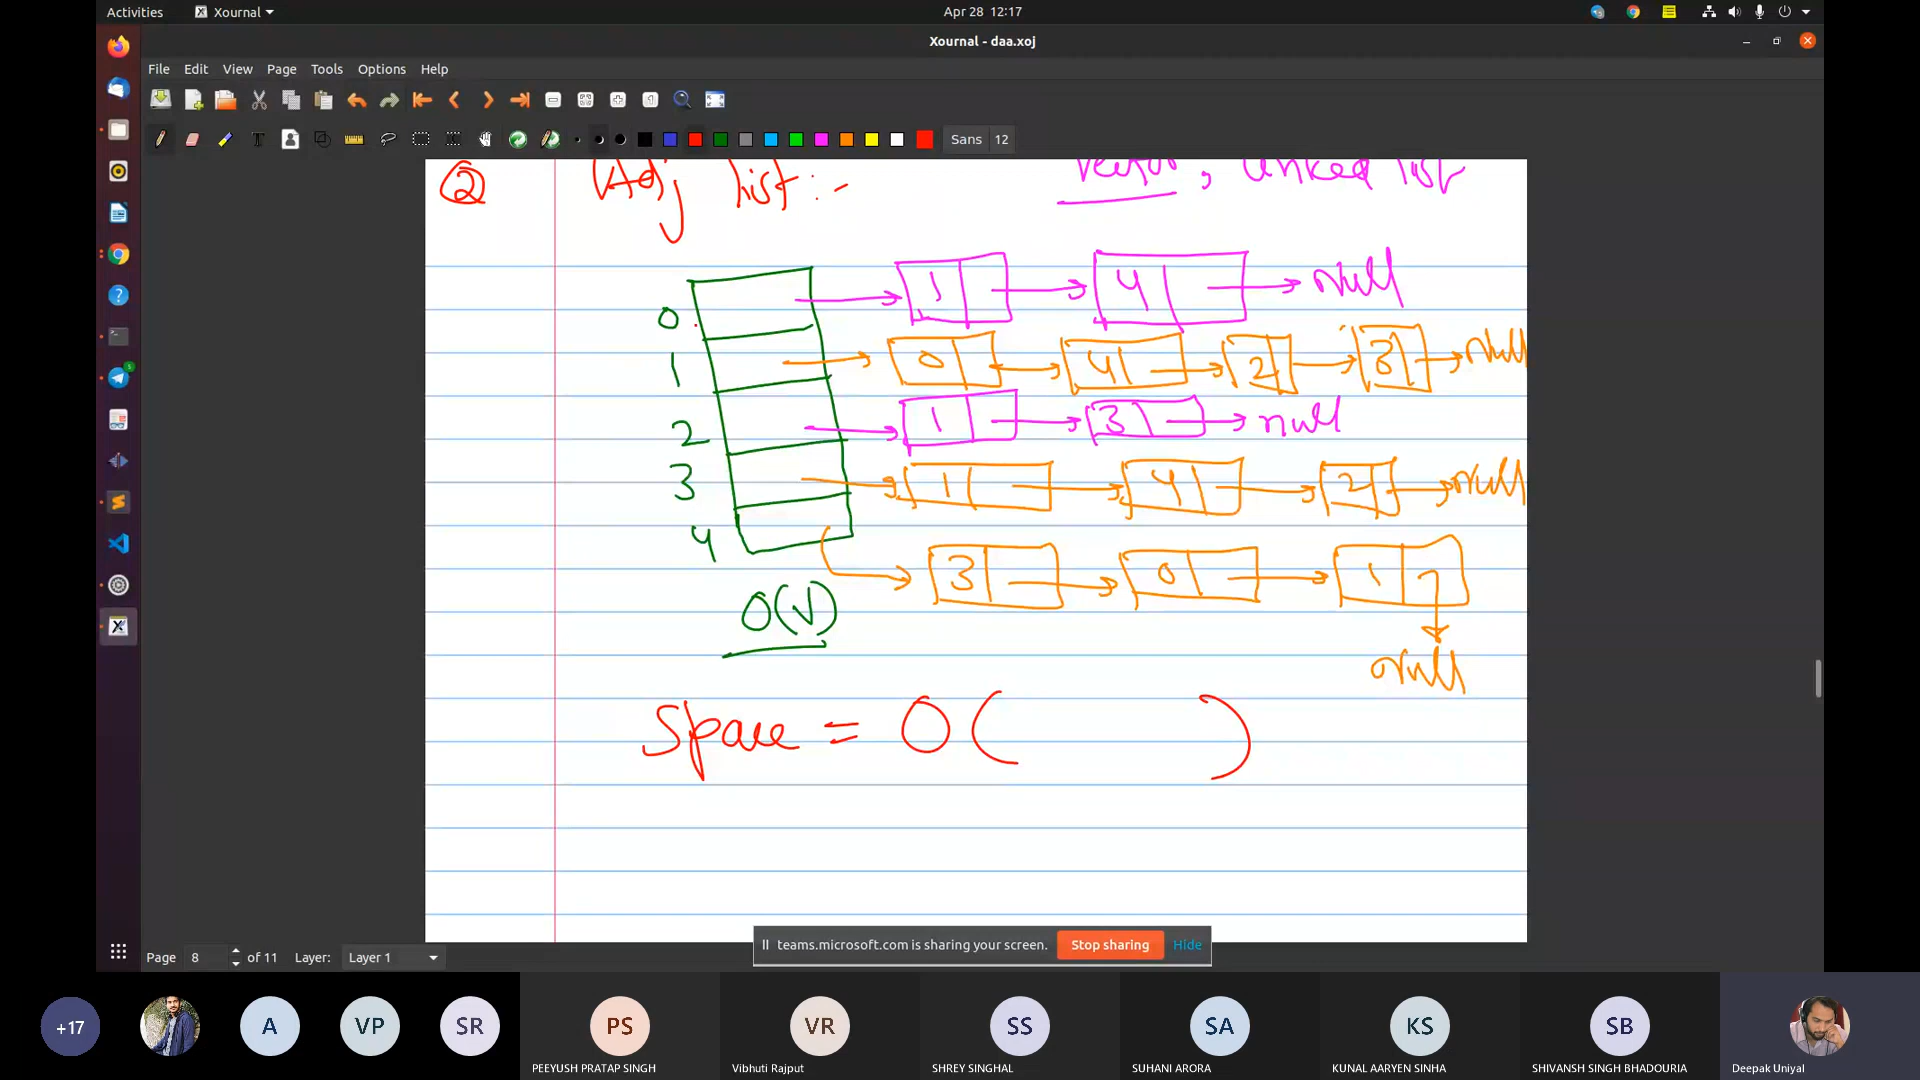 Activities Xournal Apr 28 12:17
Xournal - daa.xoj
File Edit View Page Tools Options Help
Sans 12
② Adj list :- vector, linked list
0 1 4 null
1 0 4 2 3 null
2 1 3 null
3 1 4 2 null
4 3 0 1
O(V) null
Space = O( )
teams.microsoft.com is sharing your screen. Stop sharing Hide
Page 8 of 11 Layer: Layer 1
+17 A VP SR PS VR SS SA KS SB
PEEYUSH PRATAP SINGH Vibhuti Rajput SHREY SINGHAL SUHANI ARORA KUNAL AARYEN SINHA SHIVANSH SINGH BHADOURIA Deepak Uniyal